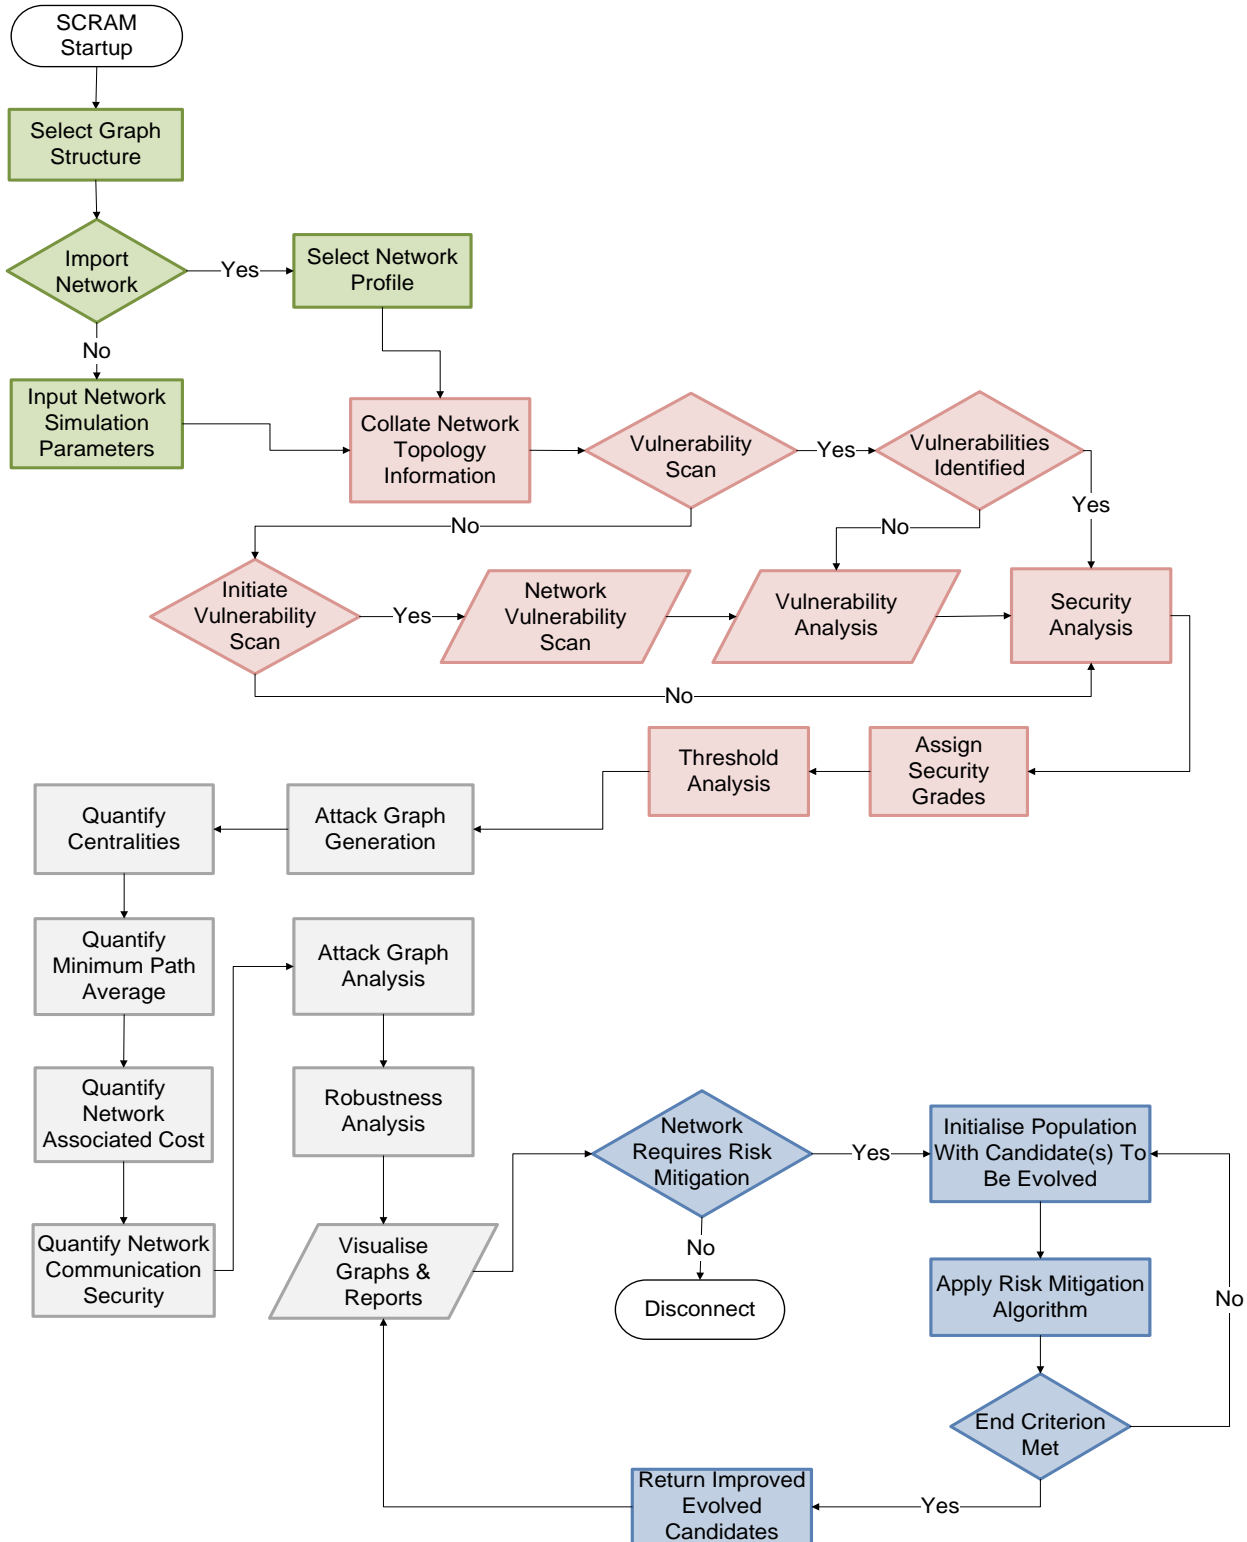 SCRAM
Startup
Select Graph
Structure
Import
Network
Yes
Select Network
Profile
No
Input Network
Simulation
Parameters
Collate Network
Topology
Information
Vulnerability
Scan
Yes
Vulnerabilities
Identified
Yes
No
No
Initiate
Vulnerability
Scan
Yes
Network
Vulnerability
Scan
Vulnerability
Analysis
Security
Analysis
No
Assign
Security
Grades
Threshold
Analysis
Attack Graph
Generation
Quantify
Centralities
Quantify
Minimum Path
Average
Quantify
Network
Associated Cost
Quantify Network
Communication
Security
Attack Graph
Analysis
Robustness
Analysis
Visualise
Graphs &
Reports
Network
Requires Risk
Mitigation
No
Disconnect
Yes
Initialise Population
With Candidate(s) To
Be Evolved
Apply Risk Mitigation
Algorithm
End Criterion
Met
No
Yes
Return Improved
Evolved
Candidates